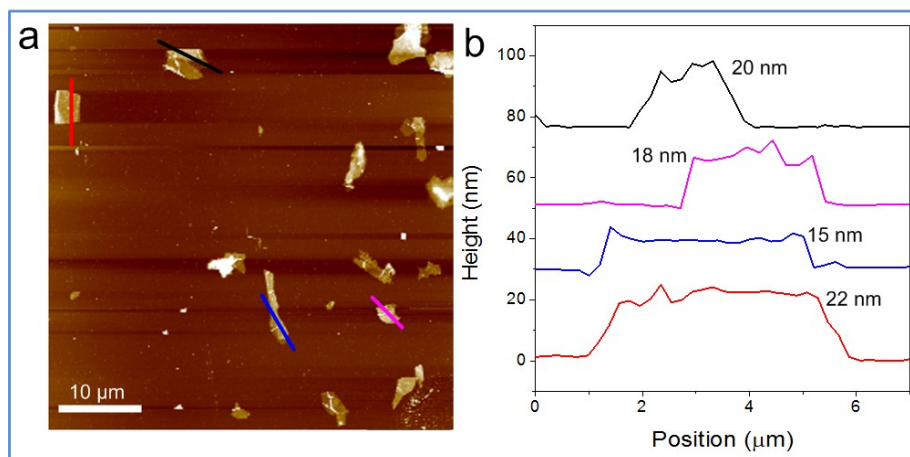 a
10 µm
b
Height (nm)
100
80
60
40
20
0
20 nm
18 nm
15 nm
22 nm
0 2 4 6
Position (µm)